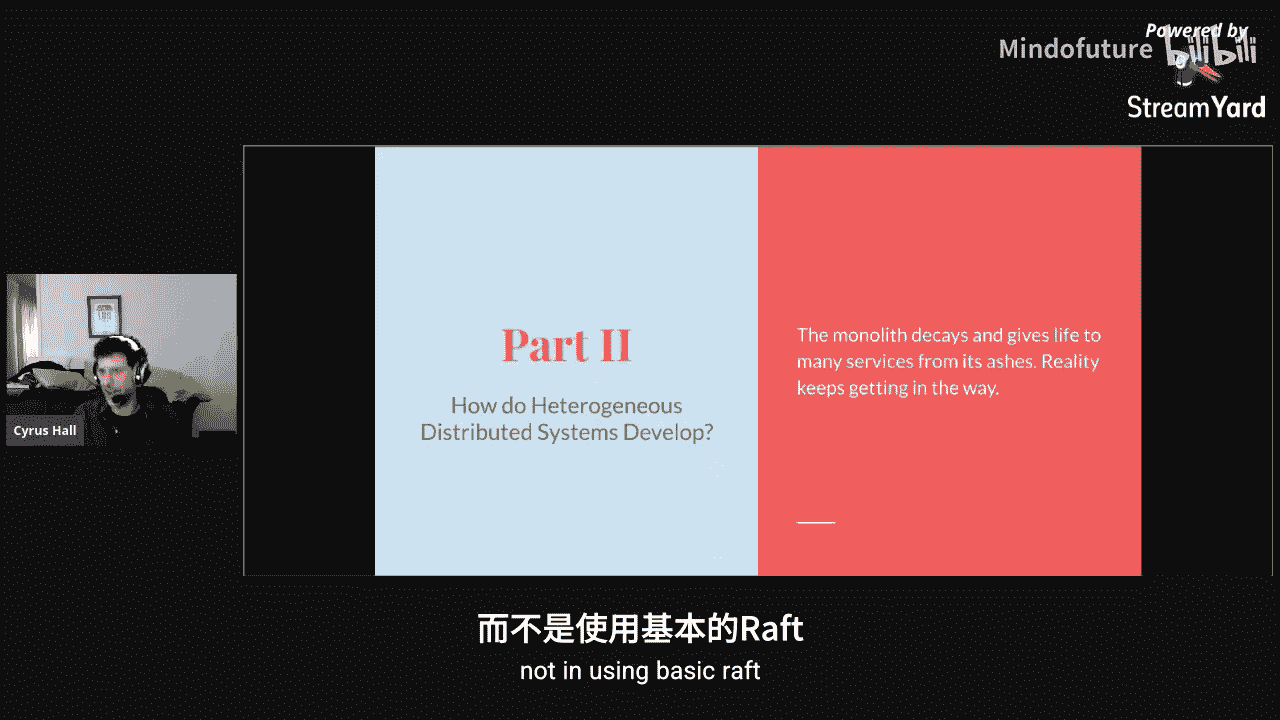 Powered by
Mindofuture bilibili
StreamYard
Part II
How do Heterogeneous
Distributed Systems Develop?
The monolith decays and gives life to
many services from its ashes. Reality
keeps getting in the way.
Cyrus Hall
而不是使用基本的Raft
not in using basic raft